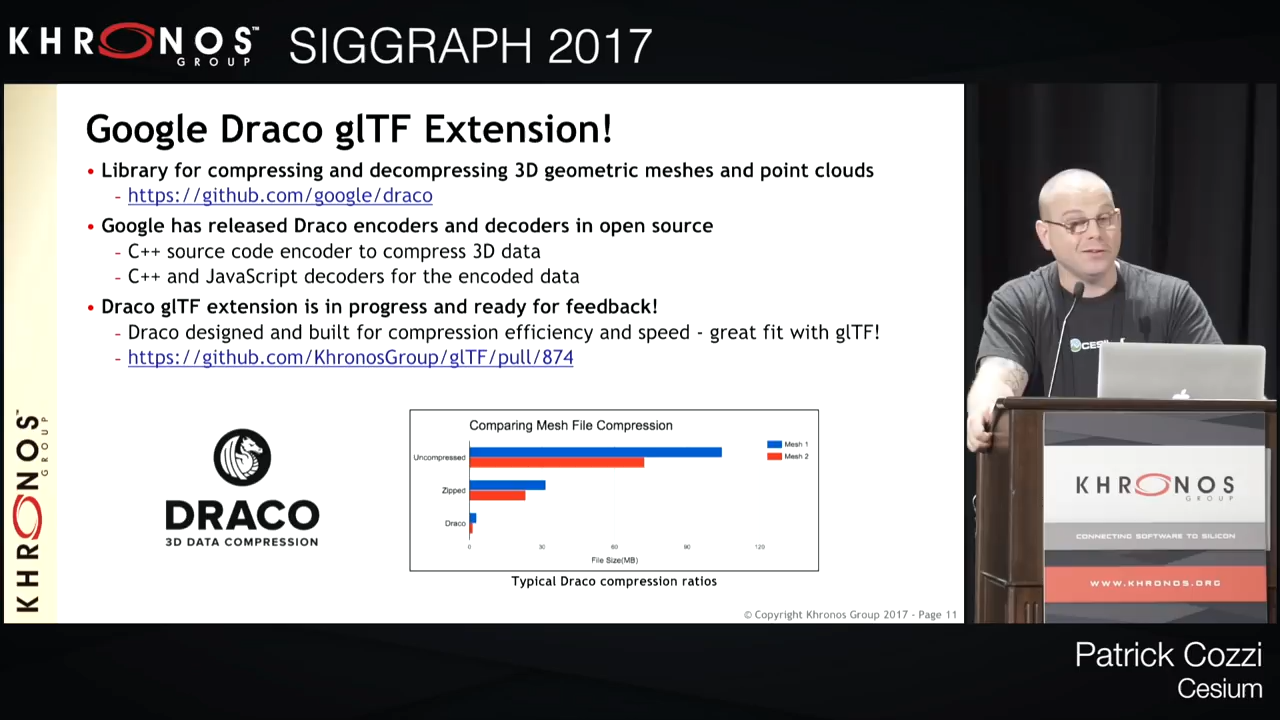 KHRONOS™
GROUP
SIGGRAPH 2017
Google Draco glTF Extension!
• Library for compressing and decompressing 3D geometric meshes and point clouds
- https://github.com/google/draco
• Google has released Draco encoders and decoders in open source
- C++ source code encoder to compress 3D data
- C++ and JavaScript decoders for the encoded data
• Draco glTF extension is in progress and ready for feedback!
- Draco designed and built for compression efficiency and speed - great fit with glTF!
- https://github.com/KhronosGroup/glTF/pull/874
KHRONOS™
GROUP
DRACO
3D DATA COMPRESSION
Comparing Mesh File Compression
Mesh 1
Mesh 2
Uncompressed
Zipped
Draco
0 30 60 90 120
File Size(MB)
Typical Draco compression ratios
© Copyright Khronos Group 2017 - Page 11
KHRONOS
GROUP
CONNECTING SOFTWARE TO SILICON
WWW.KHRONOS.ORG
Patrick Cozzi
Cesium